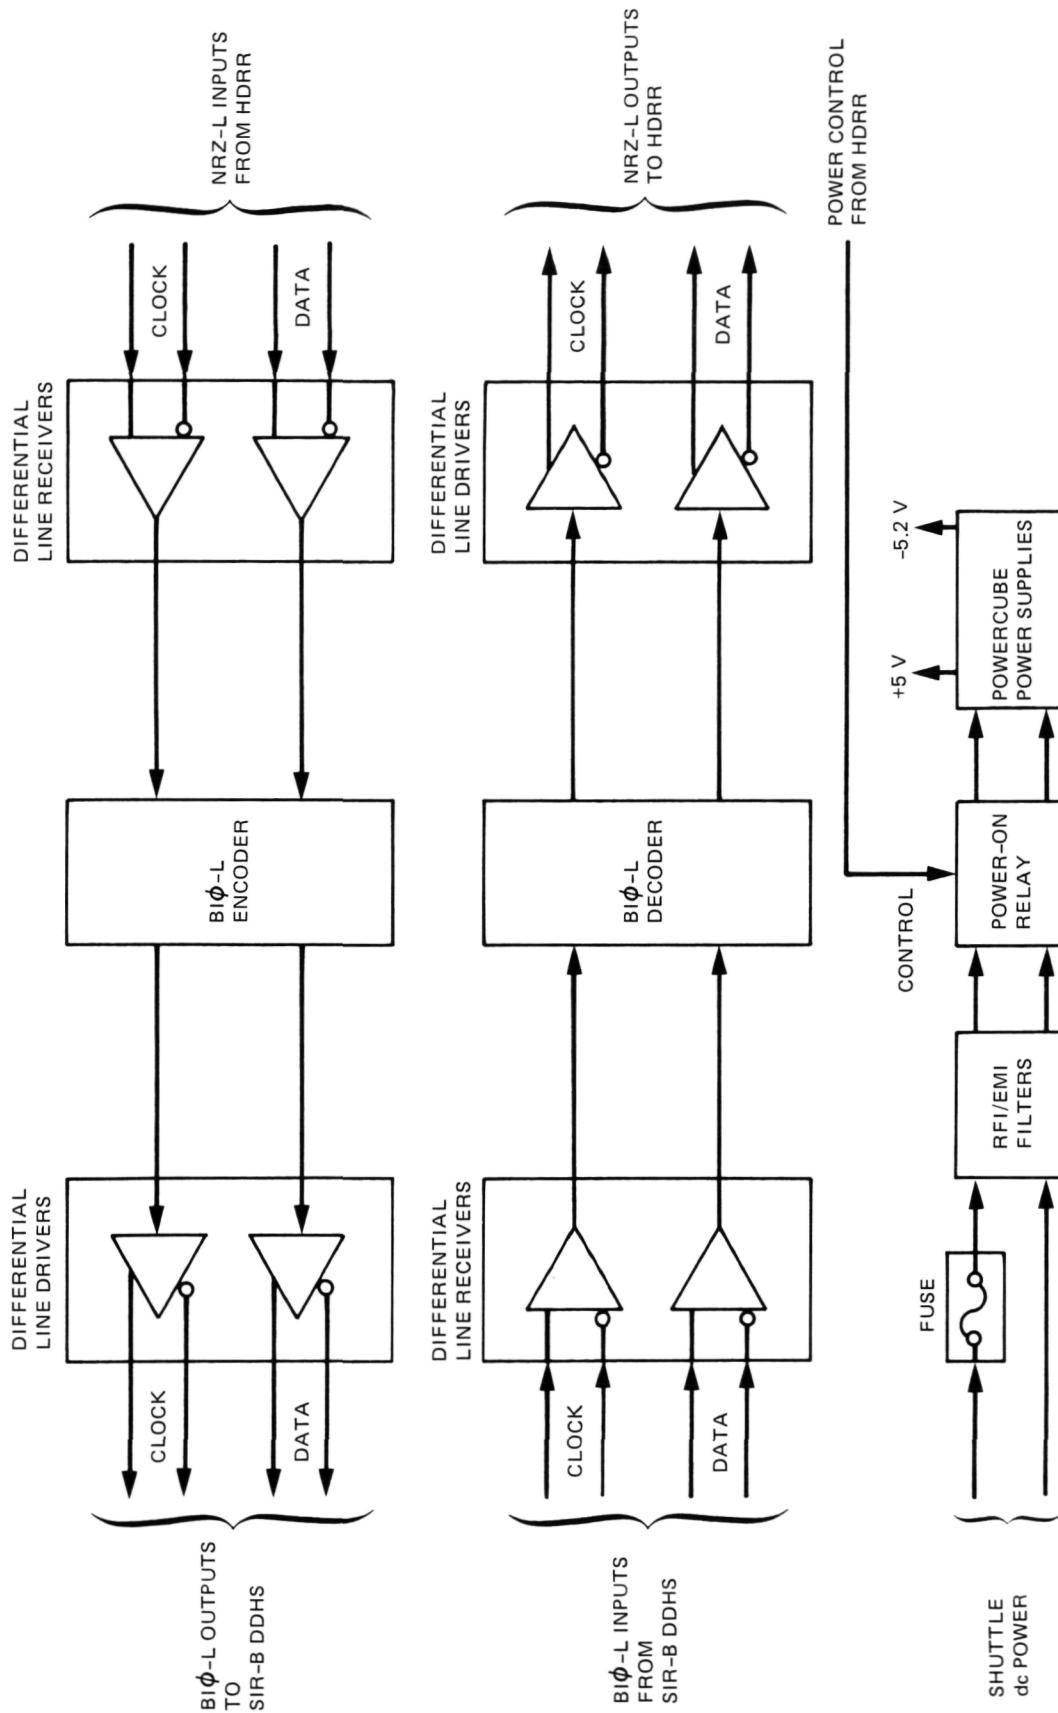 BIϕ-L OUTPUTS
TO
SIR-B DDHS
CLOCK
DATA
DIFFERENTIAL
LINE DRIVERS
BIϕ-L
ENCODER
DIFFERENTIAL
LINE RECEIVERS
CLOCK
DATA
NRZ-L INPUTS
FROM HDRR
BIϕ-L INPUTS
FROM
SIR-B DDHS
CLOCK
DATA
DIFFERENTIAL
LINE RECEIVERS
BIϕ-L
DECODER
DIFFERENTIAL
LINE DRIVERS
CLOCK
DATA
NRZ-L OUTPUTS
TO HDRR
POWER CONTROL
FROM HDRR
SHUTTLE
dc POWER
FUSE
RFI/EMI
FILTERS
CONTROL
POWER-ON
RELAY
+5 V
-5.2 V
POWERCUBE
POWER SUPPLIES